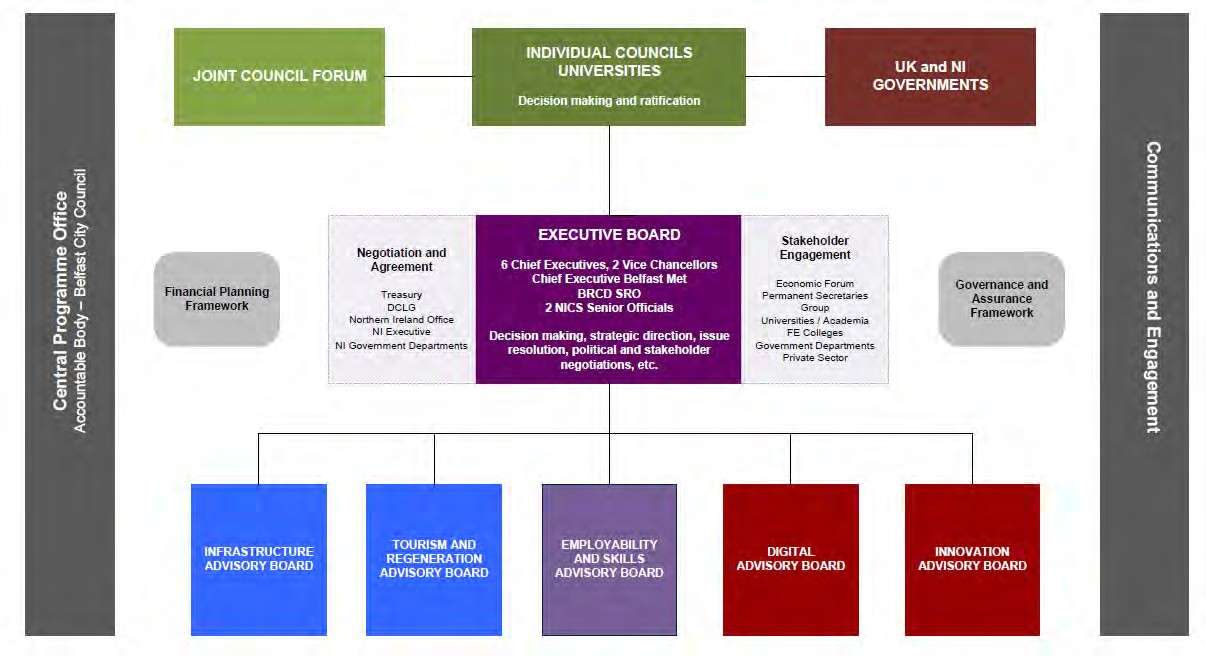 Central Programme Office
Accountable Body – Belfast City Council
JOINT COUNCIL FORUM
INDIVIDUAL COUNCILS
UNIVERSITIES
Decision making and ratification
UK and NI
GOVERNMENTS
Financial Planning
Framework
Negotiation and
Agreement
Treasury
DCLG
Northern Ireland Office
NI Executive
NI Government Departments
EXECUTIVE BOARD
6 Chief Executives, 2 Vice Chancellors
Chief Executive Belfast Met
BRCD SRO
2 NICS Senior Officials
Decision making, strategic direction, issue
resolution, political and stakeholder
negotiations, etc.
Stakeholder
Engagement
Economic Forum
Permanent Secretaries
Group
Universities / Academia
FE Colleges
Government Departments
Private Sector
Governance and
Assurance
Framework
INFRASTRUCTURE
ADVISORY BOARD
TOURISM AND
REGENERATION
ADVISORY BOARD
EMPLOYABILITY
AND SKILLS
ADVISORY BOARD
DIGITAL
ADVISORY BOARD
INNOVATION
ADVISORY BOARD
Communications and Engagement